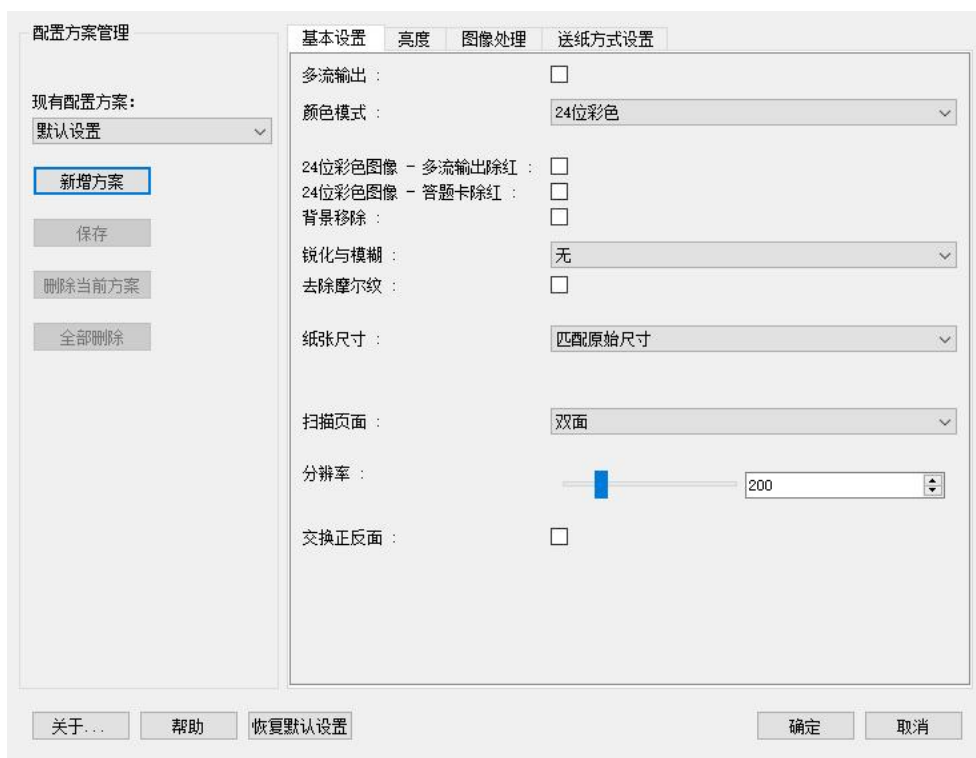 配置方案管理
现有配置方案：
默认设置
新增方案
保存
删除当前方案
全部删除
基本设置 亮度 图像处理 送纸方式设置
多流输出 :
颜色模式 : 24位彩色
24位彩色图像 - 多流输出除红 :
24位彩色图像 - 答题卡除红 :
背景移除 :
锐化与模糊 : 无
去除摩尔纹 :
纸张尺寸 : 匹配原始尺寸
扫描页面 : 双面
分辨率 : 200
交换正反面 :
关于... 帮助 恢复默认设置 确定 取消